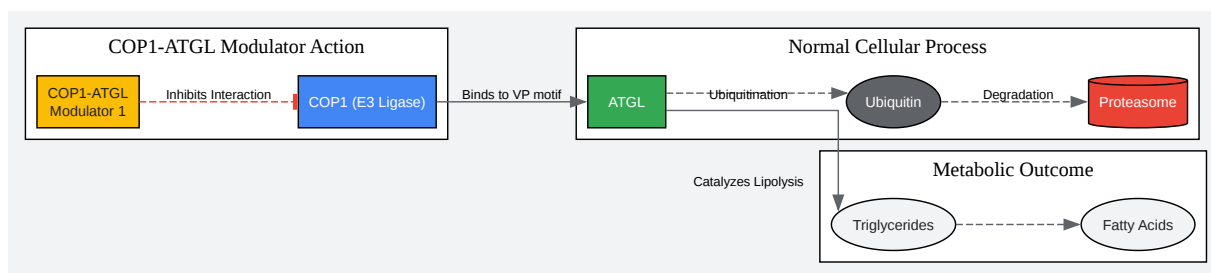 COP1-ATGL Modulator Action
Normal Cellular Process
COP1-ATGL
Modulator 1
Inhibits Interaction
COP1 (E3 Ligase)
Binds to VP motif
ATGL
Ubiquitination
Ubiquitin
Degradation
Proteasome
Metabolic Outcome
Catalyzes Lipolysis
Triglycerides
Fatty Acids